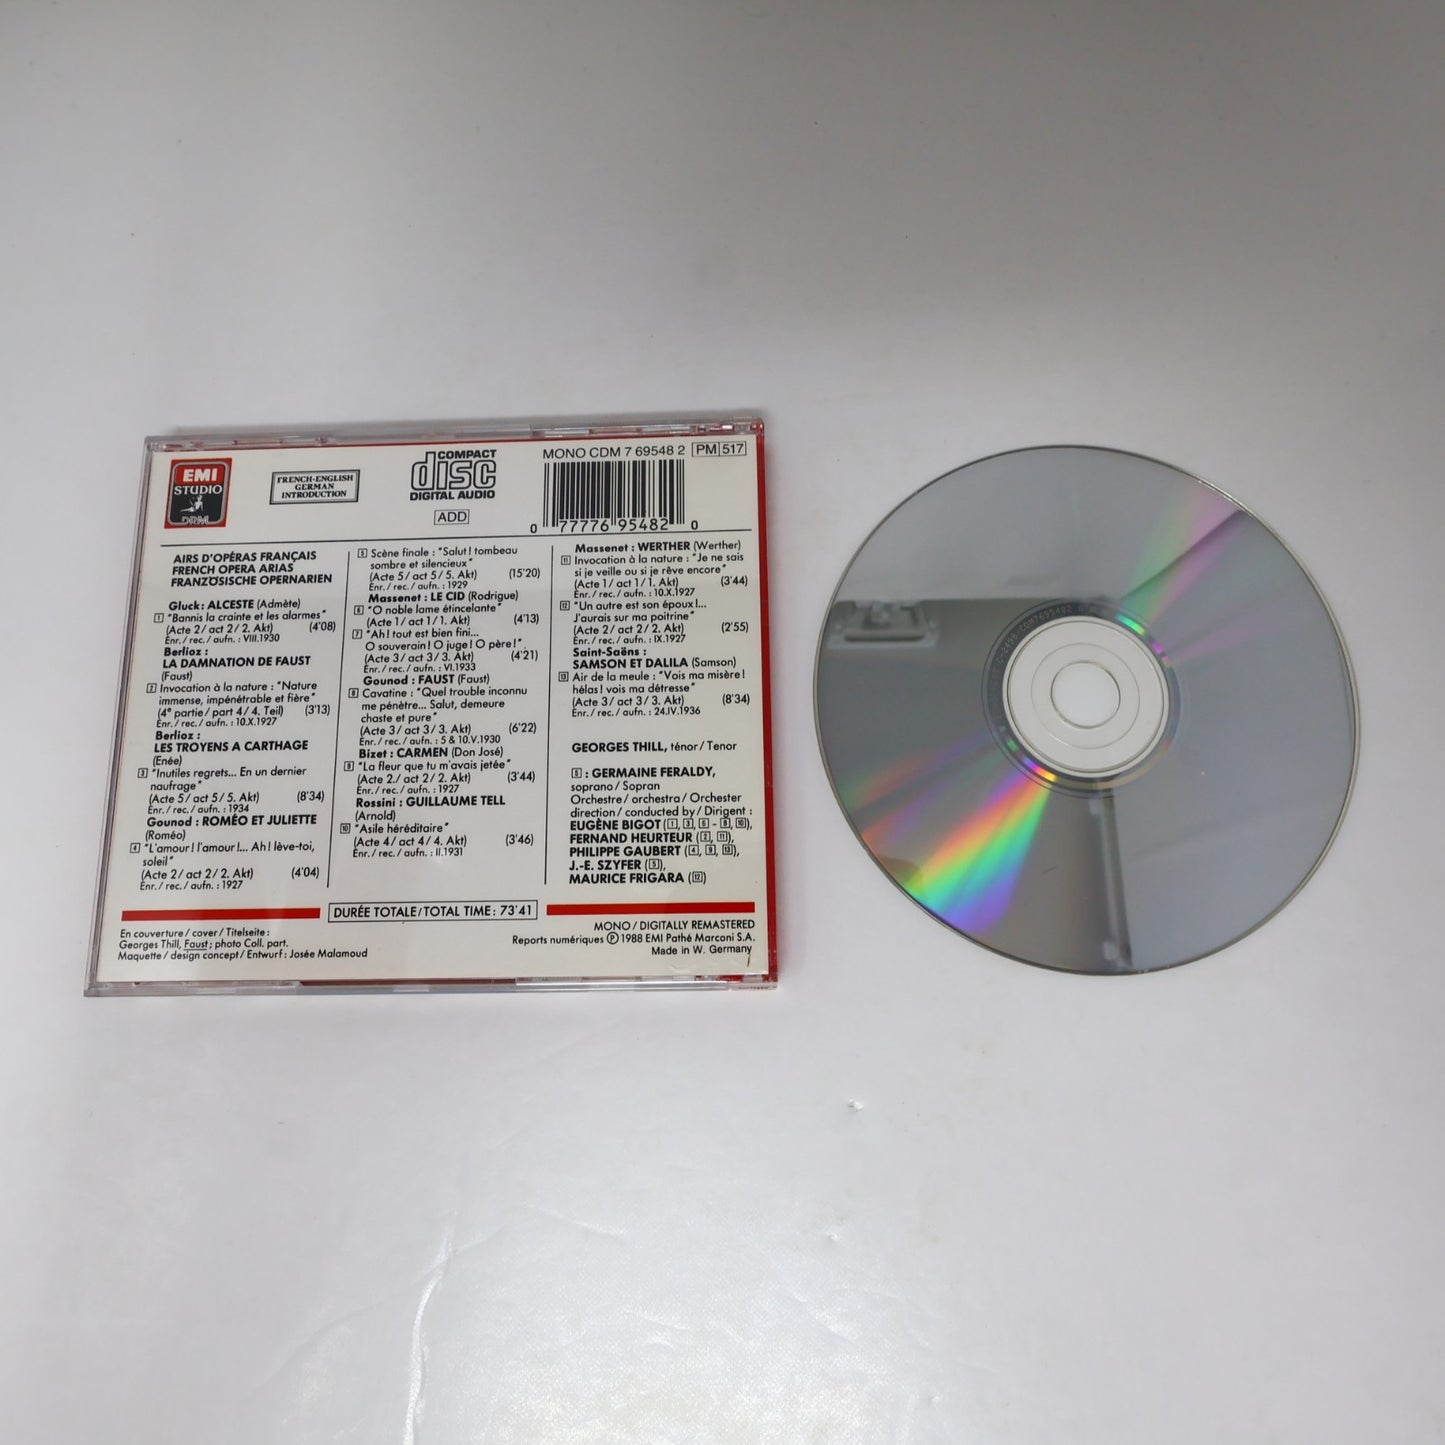 EMI
STUDIO
DRM
FRENCH-ENGLISH
GERMAN
INTRODUCTION
COMPACT
disc
DIGITAL AUDIO
ADD
MONO CDM 7 69548 2 PM 517
0 77776 95482 0
AIRS D'OPÉRAS FRANÇAIS
FRENCH OPERA ARIAS
FRANZÖSISCHE OPERNARIEN
Gluck : ALCESTE (Admète)
1 "Bannis la crainte et les alarmes"
(Acte 2 / act 2 / 2. Akt) (4'08)
Enr. / rec. / aufn. : VIII.1930
Berlioz :
LA DAMNATION DE FAUST
(Faust)
2 Invocation à la nature : "Nature
immense, impénétrable et fière"
(4e partie / part 4 / 4. Teil) (3'13)
Enr. / rec. / aufn. : 10.X.1927
Berlioz :
LES TROYENS A CARTHAGE
(Enée)
3 "Inutiles regrets... En un dernier
naufrage"
(Acte 5 / act 5 / 5. Akt) (8'34)
Enr. / rec. / aufn. : 1934
Gounod : ROMÉO ET JULIETTE
(Roméo)
4 "L'amour ! l'amour !... Ah ! lève-toi,
soleil"
(Acte 2 / act 2 / 2. Akt) (4'04)
Enr. / rec. / aufn. : 1927
5 Scène finale : "Salut ! tombeau
sombre et silencieux"
(Acte 5 / act 5 / 5. Akt) (15'20)
Enr. / rec. / aufn. : 1929
Massenet : LE CID (Rodrigue)
6 "O noble lame étincelante"
(Acte 1 / act 1 / 1. Akt) (4'13)
7 "Ah ! tout est bien fini...
O souverain ! O juge ! O père !"
(Acte 3 / act 3 / 3. Akt) (4'21)
Enr. / rec. / aufn. : VI.1933
Gounod : FAUST (Faust)
8 Cavatine : "Quel trouble inconnu
me pénètre... Salut, demeure
chaste et pure"
(Acte 3 / act 3 / 3. Akt) (6'22)
Enr. / rec. / aufn. : 5 & 10.V.1930
Bizet : CARMEN (Don José)
9 "La fleur que tu m'avais jetée"
(Acte 2. / act 2 / 2. Akt) (3'44)
Enr. / rec. / aufn. : 1927
Rossini : GUILLAUME TELL
(Arnold)
10 "Asile héréditaire"
(Acte 4 / act 4 / 4. Akt) (3'46)
Enr. / rec. / aufn. : II.1931
Massenet : WERTHER (Werther)
11 Invocation à la nature : "Je ne sais
si je veille ou si je rêve encore"
(Acte 1 / act 1 / 1. Akt) (3'44)
Enr. / rec. / aufn. : 10.X.1927
12 "Un autre est son époux !...
J'aurais sur ma poitrine"
(Acte 2 / act 2 / 2. Akt) (2'55)
Enr. / rec. / aufn. : IX.1927
Saint-Saëns :
SAMSON ET DALILA (Samson)
13 Air de la meule : "Vois ma misère !
hélas ! vois ma détresse"
(Acte 3 / act 3 / 3. Akt) (8'34)
Enr. / rec. / aufn. : 24.IV.1936
GEORGES THILL, ténor / Tenor
5 : GERMAINE FERALDY,
soprano / Sopran
Orchestre / orchestra / Orchester
direction / conducted by / Dirigent :
EUGÈNE BIGOT (1, 3, 6 - 8, 10),
FERNAND HEURTEUR (2, 11),
PHILIPPE GAUBERT (4, 9, 13),
J.-E. SZYFER (5),
MAURICE FRIGARA (12)
DURÉE TOTALE / TOTAL TIME : 73'41
En couverture / cover / Titelseite :
Georges Thill, Faust ; photo Coll. part.
Maquette / design concept / Entwurf : Josée Malamoud
MONO / DIGITALLY REMASTERED
Reports numériques Ⓟ 1988 EMI Pathé Marconi S.A.
Made in W. Germany